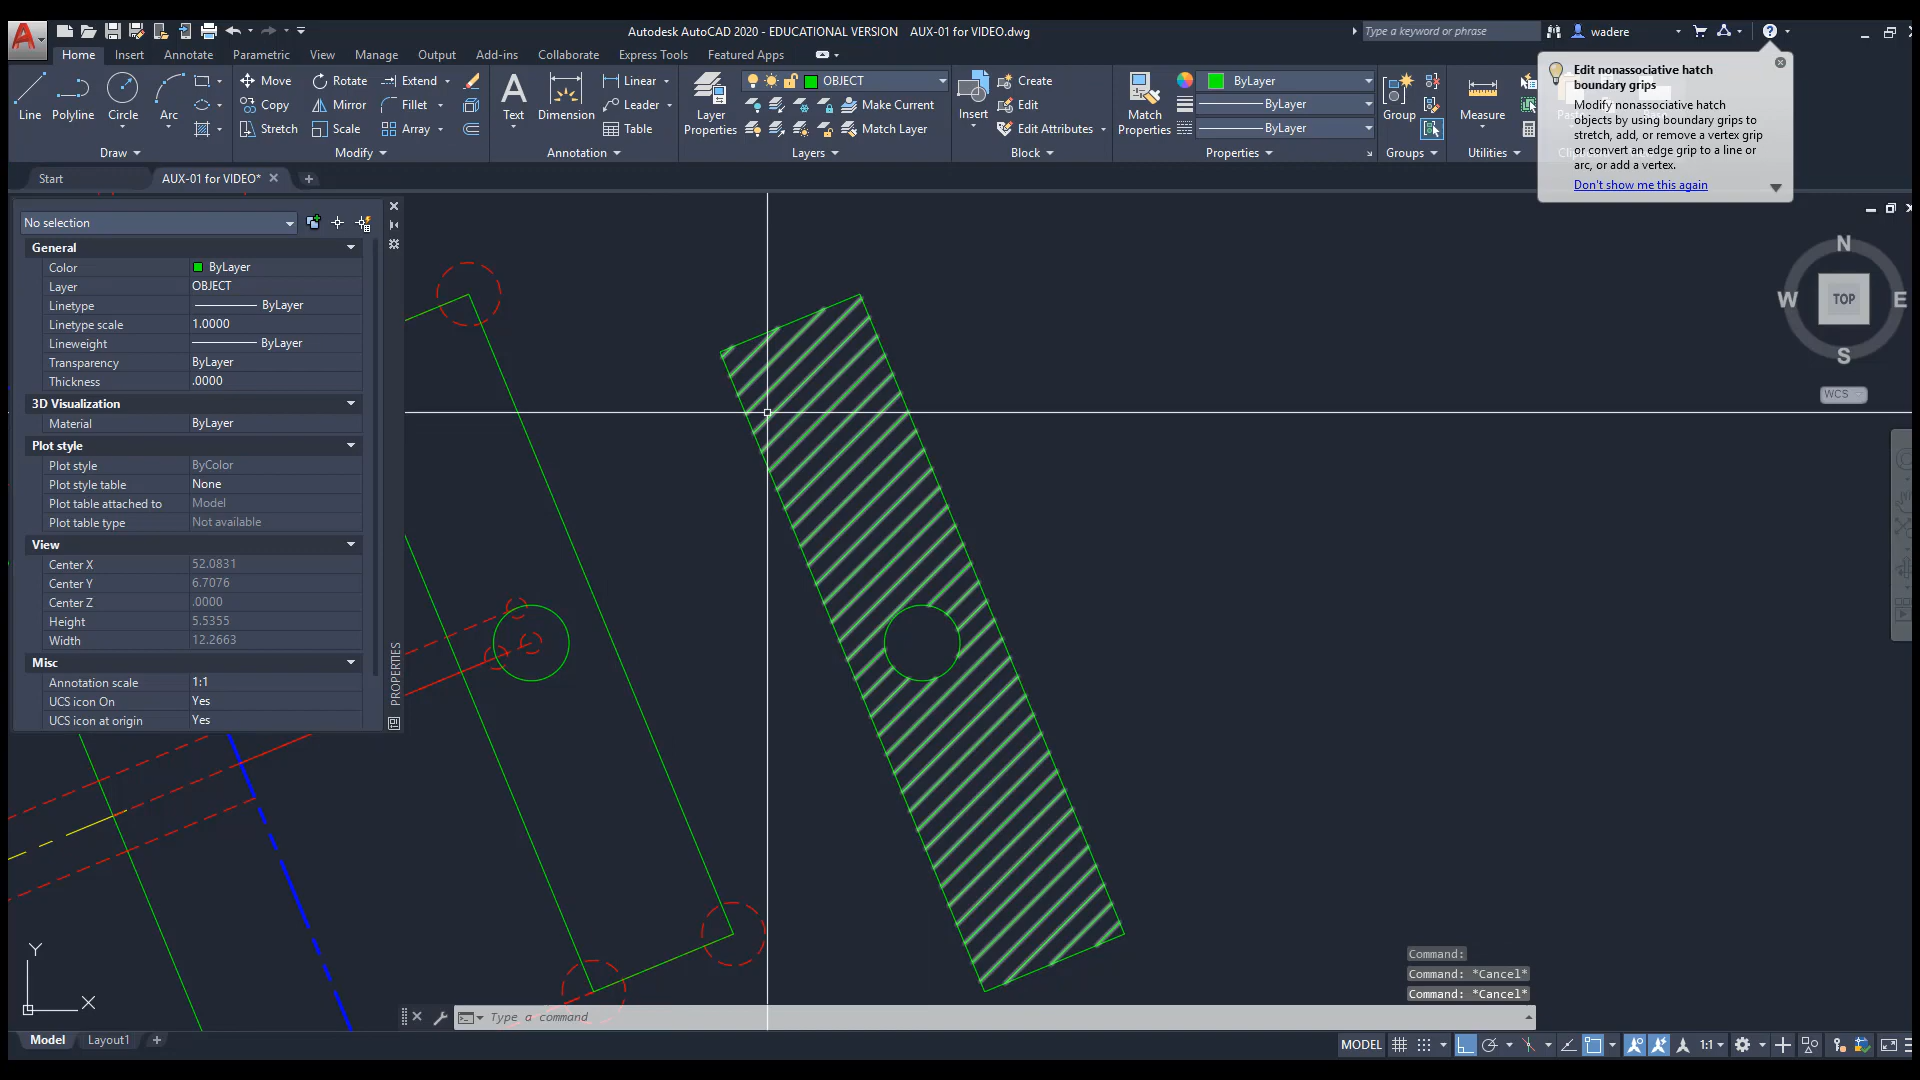 Autodesk AutoCAD 2020 - EDUCATIONAL VERSION AUX-01 for VIDEO.dwg
Type a keyword or phrase
wadere
Home Insert Annotate Parametric View Manage Output Add-ins Collaborate Express Tools Featured Apps
Line
Polyline
Circle
Arc
Draw
Move
Copy
Stretch
Rotate
Mirror
Scale
Extend
Fillet
Array
Modify
Text
Dimension
Linear
Leader
Table
Annotation
Layer
Properties
OBJECT
Make Current
Match Layer
Layers
Insert
Create
Edit
Edit Attributes
Block
Match
Properties
ByLayer
ByLayer
ByLayer
Properties
Group
Groups
Measure
Utilities
Edit nonassociative hatch
boundary grips
Modify nonassociative hatch
objects by using boundary grips to
stretch, add, or remove a vertex grip
or convert an edge grip to a line or
arc, or add a vertex.
Don't show me this again
Start
AUX-01 for VIDEO*
No selection
General
Color ByLayer
Layer OBJECT
Linetype ByLayer
Linetype scale 1.0000
Lineweight ByLayer
Transparency ByLayer
Thickness .0000
3D Visualization
Material ByLayer
Plot style
Plot style ByColor
Plot style table None
Plot table attached to Model
Plot table type Not available
View
Center X 52.0831
Center Y 6.7076
Center Z .0000
Height 5.5355
Width 12.2663
Misc
Annotation scale 1:1
UCS icon On Yes
UCS icon at origin Yes
PROPERTIES
N
W TOP E
S
WCS
Y
X
Command:
Command: *Cancel*
Command: *Cancel*
Type a command
Model Layout1
MODEL
1:1